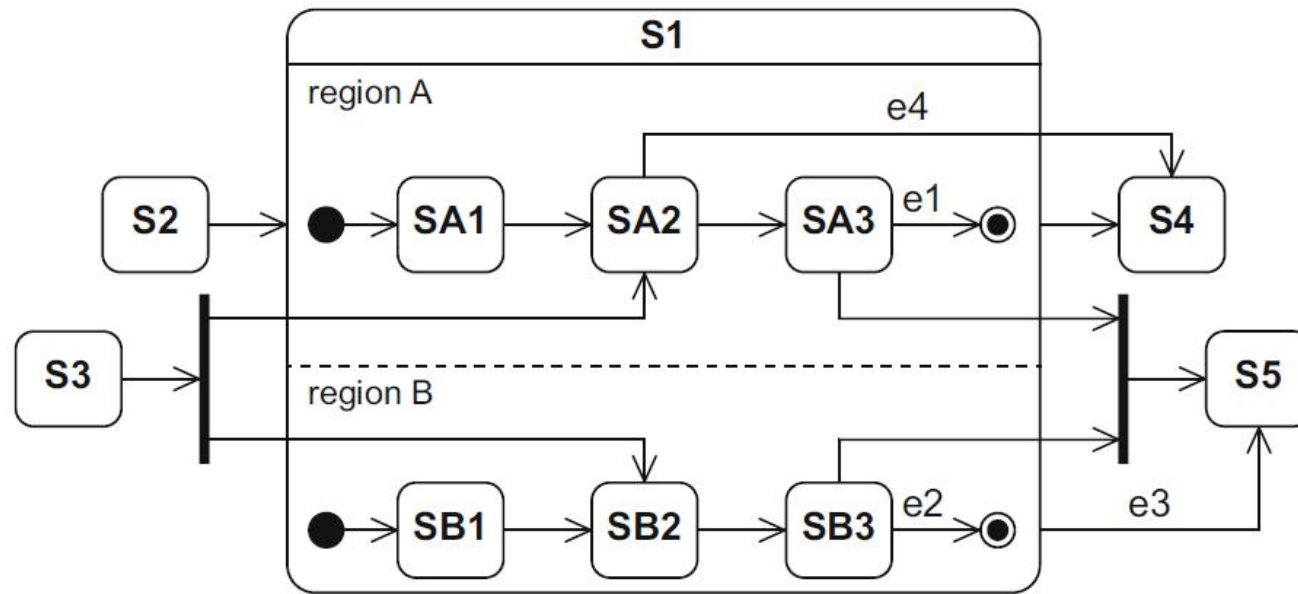 S1
region A
e4
S2
SA1
SA2
SA3
e1
S4
S3
region B
S5
SB1
SB2
SB3
e2
e3